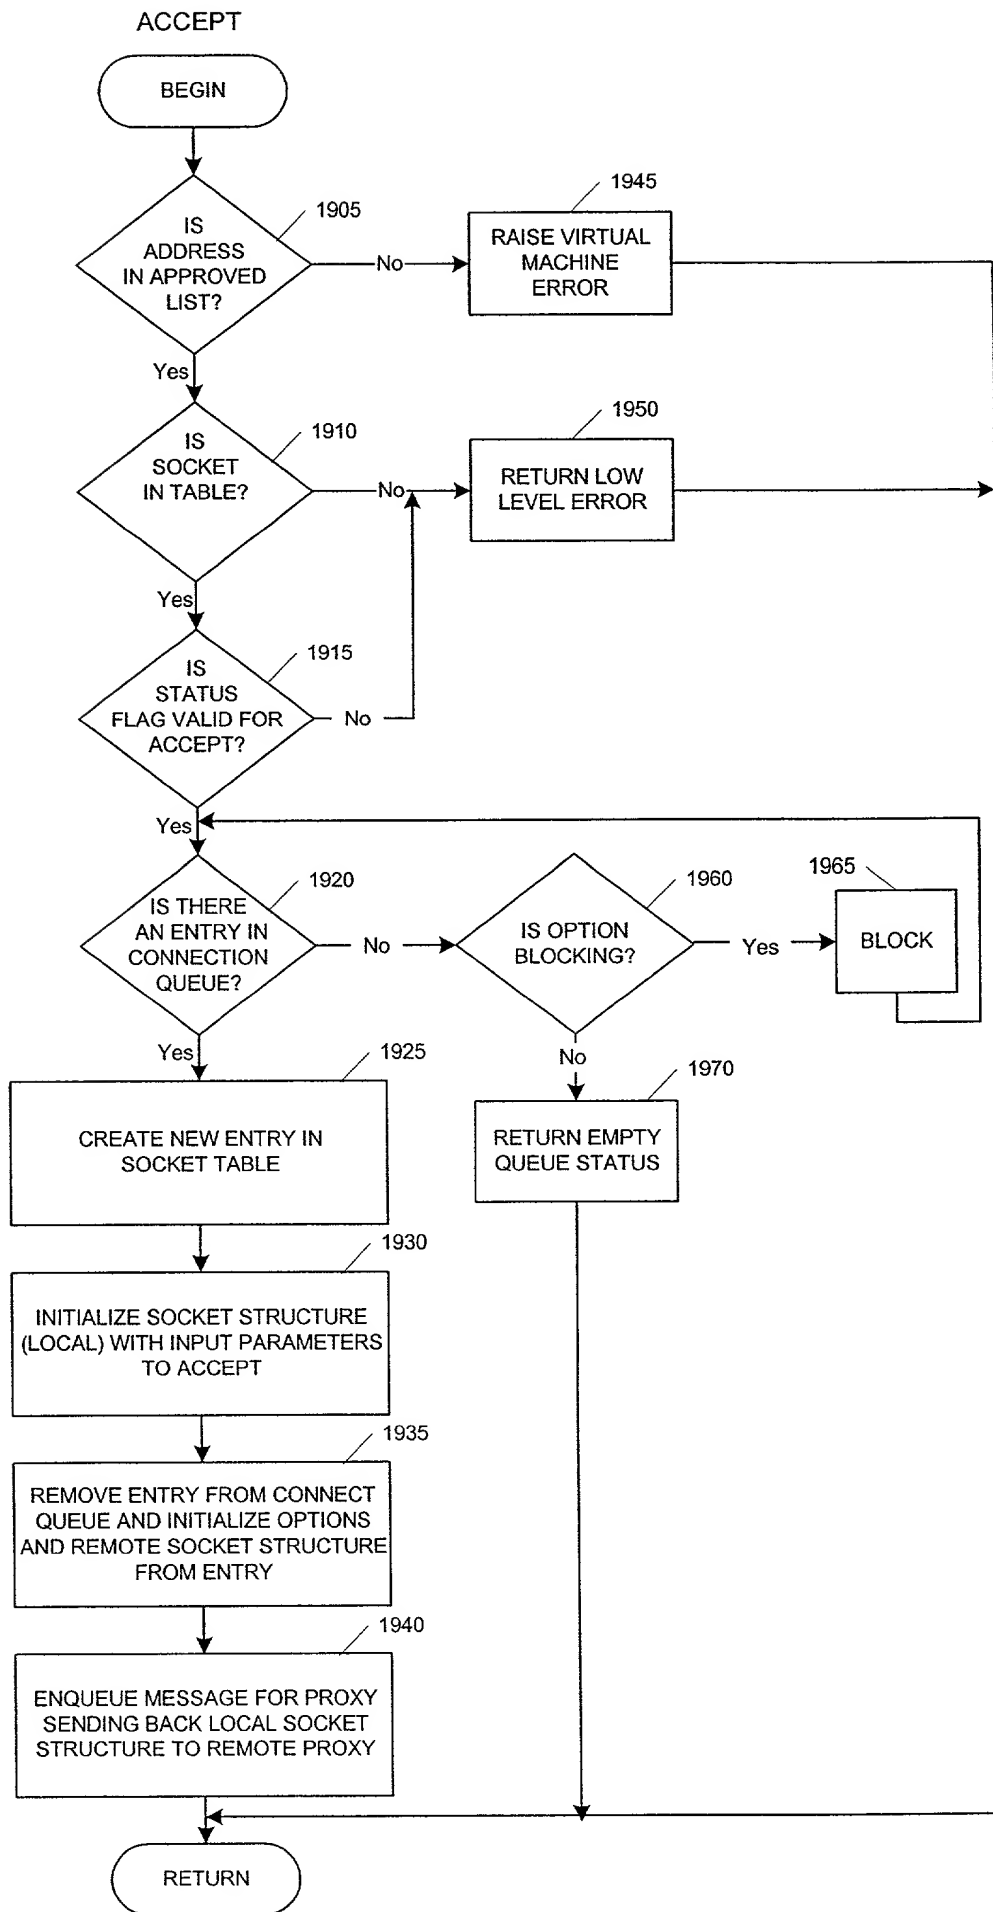 ACCEPT
BEGIN
1905
IS
ADDRESS
IN APPROVED
LIST?
No
1945
RAISE VIRTUAL
MACHINE
ERROR
Yes
1910
IS
SOCKET
IN TABLE?
No
1950
RETURN LOW
LEVEL ERROR
Yes
1915
IS
STATUS
FLAG VALID FOR
ACCEPT?
No
Yes
1920
IS THERE
AN ENTRY IN
CONNECTION
QUEUE?
No
1960
IS OPTION
BLOCKING?
Yes
1965
BLOCK
Yes
No
1925
CREATE NEW ENTRY IN
SOCKET TABLE
1970
RETURN EMPTY
QUEUE STATUS
1930
INITIALIZE SOCKET STRUCTURE
(LOCAL) WITH INPUT PARAMETERS
TO ACCEPT
1935
REMOVE ENTRY FROM CONNECT
QUEUE AND INITIALIZE OPTIONS
AND REMOTE SOCKET STRUCTURE
FROM ENTRY
1940
ENQUEUE MESSAGE FOR PROXY
SENDING BACK LOCAL SOCKET
STRUCTURE TO REMOTE PROXY
RETURN